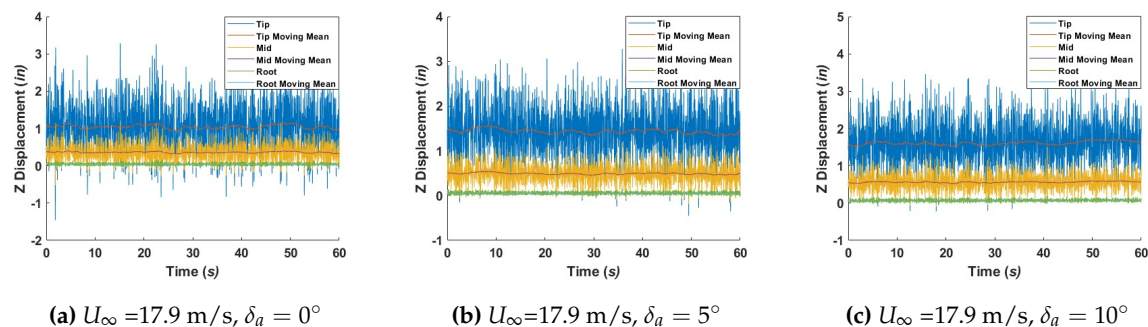 4
3
2
1
0
-1
-2
Z Displacement (in)
0 10 20 30 40 50 60
Time (s)
Tip
Tip Moving Mean
Mid
Mid Moving Mean
Root
Root Moving Mean
(a) U∞ =17.9 m/s, δa = 0°
4
3
2
1
0
-1
Z Displacement (in)
0 10 20 30 40 50 60
Time (s)
Tip
Tip Moving Mean
Mid
Mid Moving Mean
Root
Root Moving Mean
(b) U∞=17.9 m/s, δa = 5°
5
4
3
2
1
0
-1
Z Displacement (in)
0 10 20 30 40 50 60
Time (s)
Tip
Tip Moving Mean
Mid
Mid Moving Mean
Root
Root Moving Mean
(c) U∞ =17.9 m/s, δa = 10°